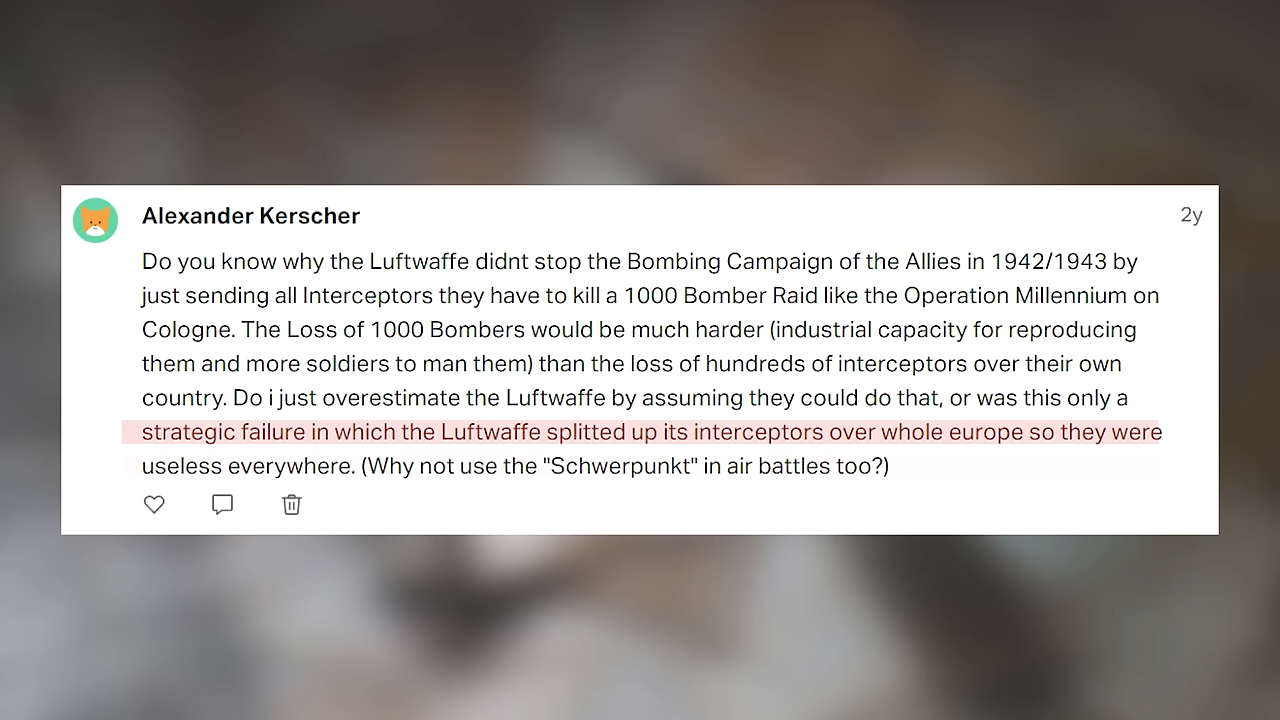 Alexander Kerscher
2y
Do you know why the Luftwaffe didnt stop the Bombing Campaign of the Allies in 1942/1943 by
just sending all Interceptors they have to kill a 1000 Bomber Raid like the Operation Millennium on
Cologne. The Loss of 1000 Bombers would be much harder (industrial capacity for reproducing
them and more soldiers to man them) than the loss of hundreds of interceptors over their own
country. Do i just overestimate the Luftwaffe by assuming they could do that, or was this only a
strategic failure in which the Luftwaffe splitted up its interceptors over whole europe so they were
useless everywhere. (Why not use the "Schwerpunkt" in air battles too?)